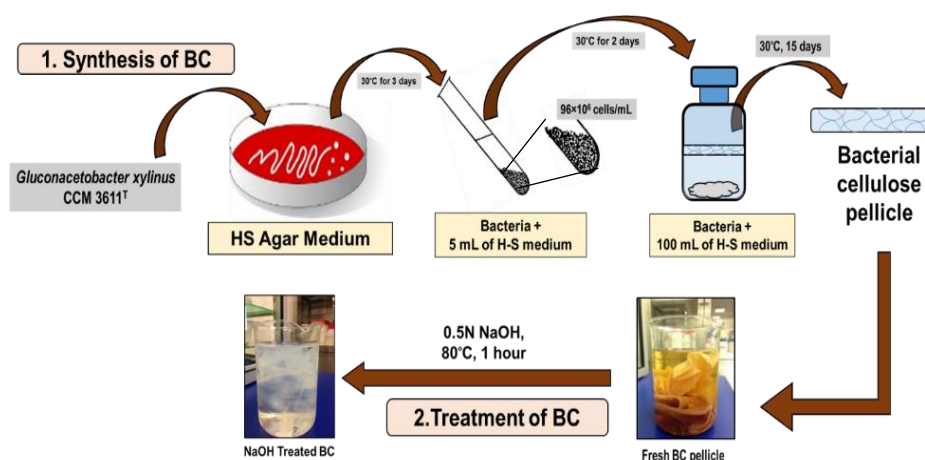 1. Synthesis of BC
Gluconacetobacter xylinus
CCM 3611ᵀ
HS Agar Medium
30°C for 3 days
96×10⁶ cells/mL
Bacteria +
5 mL of H-S medium
30°C for 2 days
Bacteria +
100 mL of H-S medium
30°C, 15 days
Bacterial
cellulose
pellicle
Fresh BC pellicle
0.5N NaOH,
80°C, 1 hour
2.Treatment of BC
NaOH Treated BC